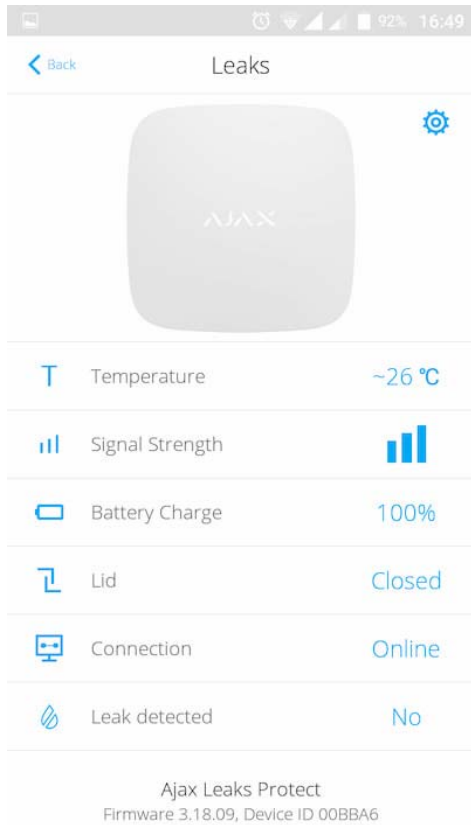 92% 16:49
Back Leaks
AJAX
Temperature ~26 °C
Signal Strength
Battery Charge 100%
Lid Closed
Connection Online
Leak detected No
Ajax Leaks Protect
Firmware 3.18.09, Device ID 00BBA6